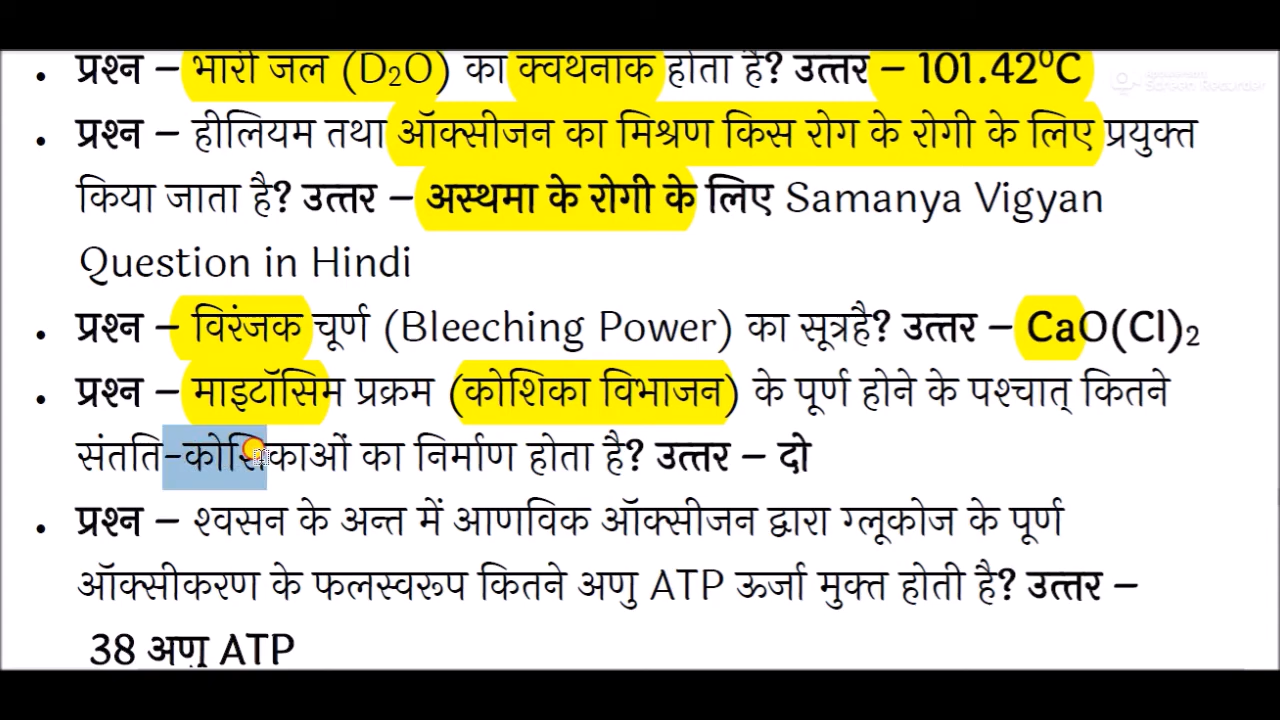 • प्रश्न – भारी जल (D₂O) का क्वथनांक होता है? उत्तर – 101.42⁰C
Screen Recorder
• प्रश्न – हीलियम तथा ऑक्सीजन का मिश्रण किस रोग के रोगी के लिए प्रयुक्त
किया जाता है? उत्तर – अस्थमा के रोगी के लिए Samanya Vigyan
Question in Hindi
• प्रश्न – विरंजक चूर्ण (Bleeching Power) का सूत्रहै? उत्तर – CaO(Cl)₂
• प्रश्न – माइटॉसिम प्रक्रम (कोशिका विभाजन) के पूर्ण होने के पश्चात् कितने
संतति-कोशिकाओं का निर्माण होता है? उत्तर – दो
• प्रश्न – श्वसन के अन्त में आणविक ऑक्सीजन द्वारा ग्लूकोज के पूर्ण
ऑक्सीकरण के फलस्वरूप कितने अणु ATP ऊर्जा मुक्त होती है? उत्तर –
38 अणु ATP